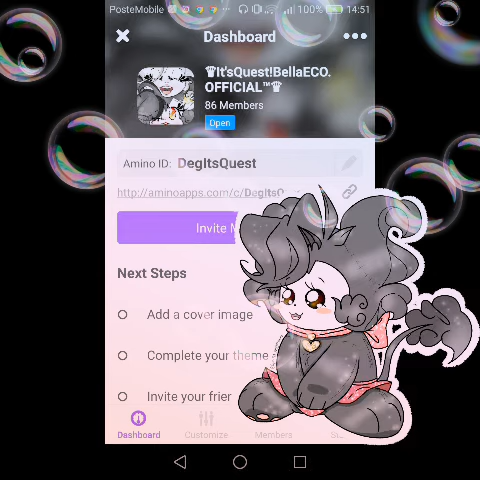 PosteMobile
100% 14:51
Dashboard
♛It'sQuest!BellaECO.
OFFICIAL™♛
86 Members
Open
Amino ID: DegItsQuest
http://aminoapps.com/c/DegItsQ
Invite
Next Steps
Add a cover image
Complete your theme
Invite your frier
Dashboard
Customize
Members